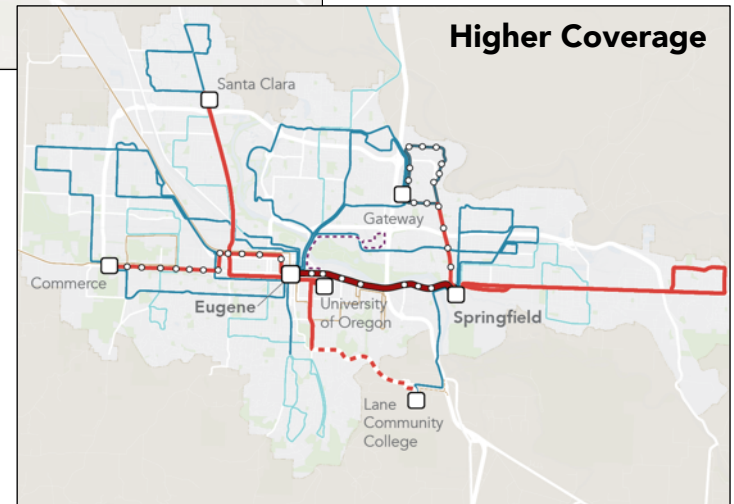 Higher Coverage
Santa Clara
Gateway
Commerce
Eugene
University
of Oregon
Springfield
Lane
Community
College